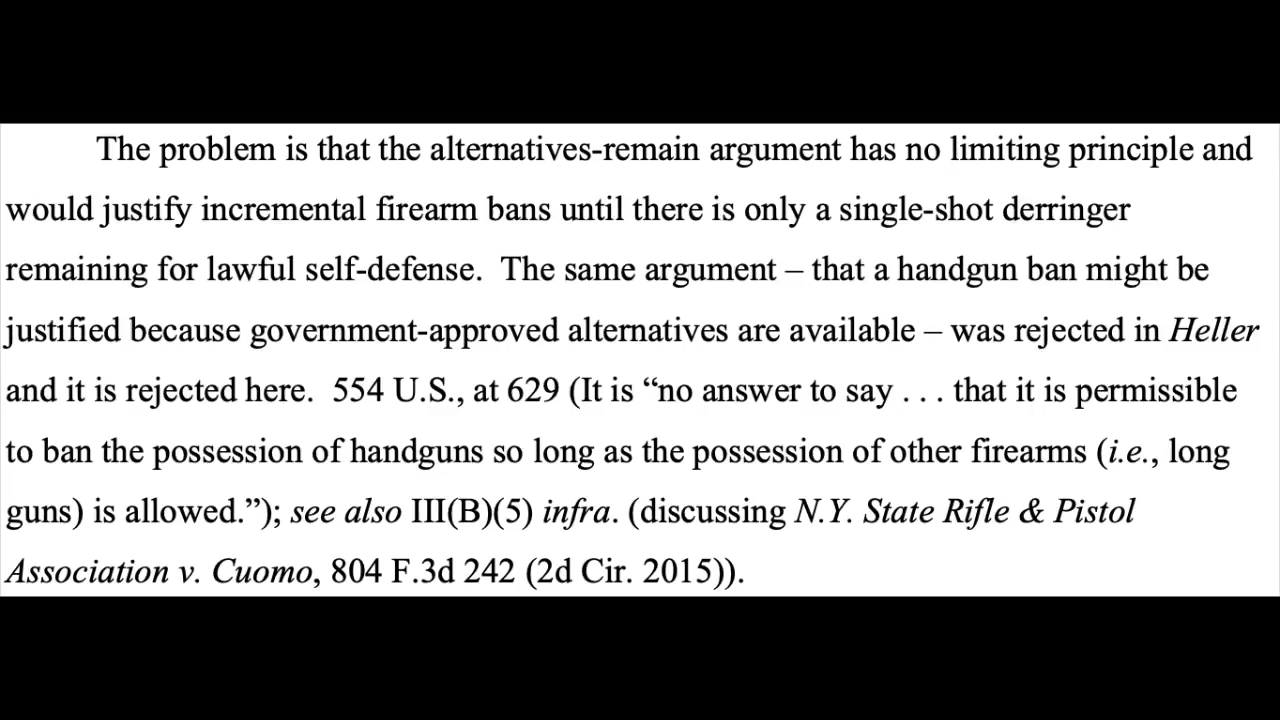 The problem is that the alternatives-remain argument has no limiting principle and
would justify incremental firearm bans until there is only a single-shot derringer
remaining for lawful self-defense.  The same argument – that a handgun ban might be
justified because government-approved alternatives are available – was rejected in Heller
and it is rejected here.  554 U.S., at 629 (It is “no answer to say . . . that it is permissible
to ban the possession of handguns so long as the possession of other firearms (i.e., long
guns) is allowed.”); see also III(B)(5) infra. (discussing N.Y. State Rifle & Pistol
Association v. Cuomo, 804 F.3d 242 (2d Cir. 2015)).